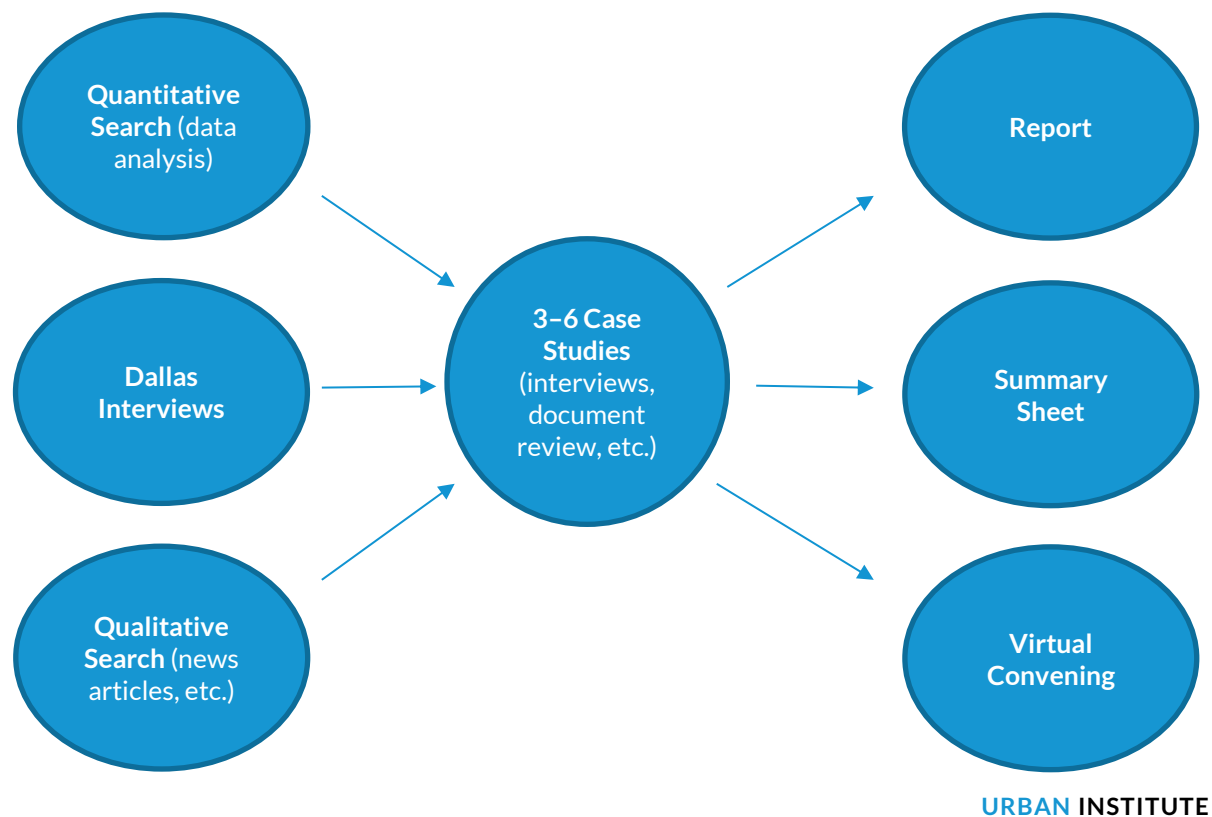 Quantitative
Search (data
analysis)
Dallas
Interviews
Qualitative
Search (news
articles, etc.)
3–6 Case
Studies
(interviews,
document
review, etc.)
Report
Summary
Sheet
Virtual
Convening
URBAN INSTITUTE